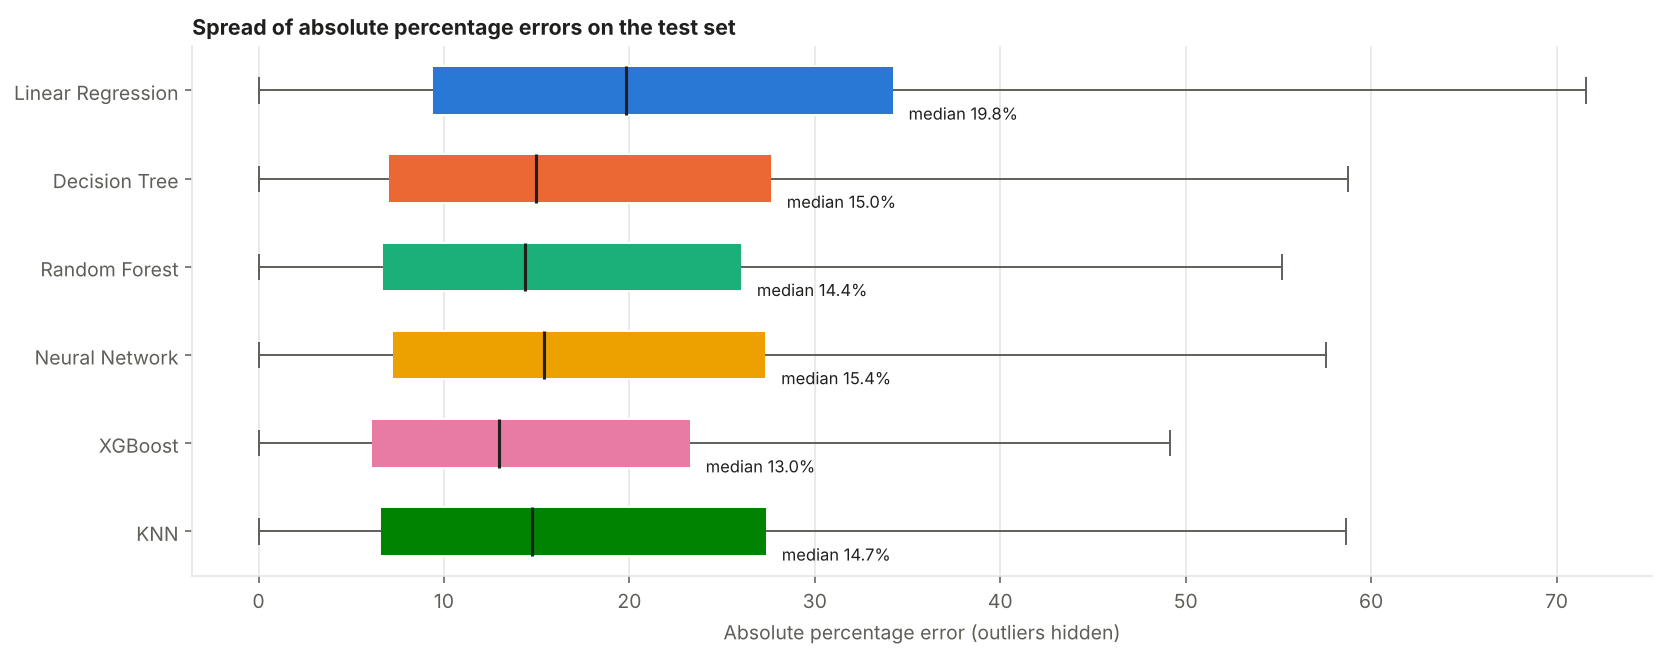 Spread of absolute percentage errors on the test set
Linear Regression
median 19.8%
Decision Tree
median 15.0%
Random Forest
median 14.4%
Neural Network
median 15.4%
XGBoost
median 13.0%
KNN
median 14.7%
0 10 20 30 40 50 60 70
Absolute percentage error (outliers hidden)